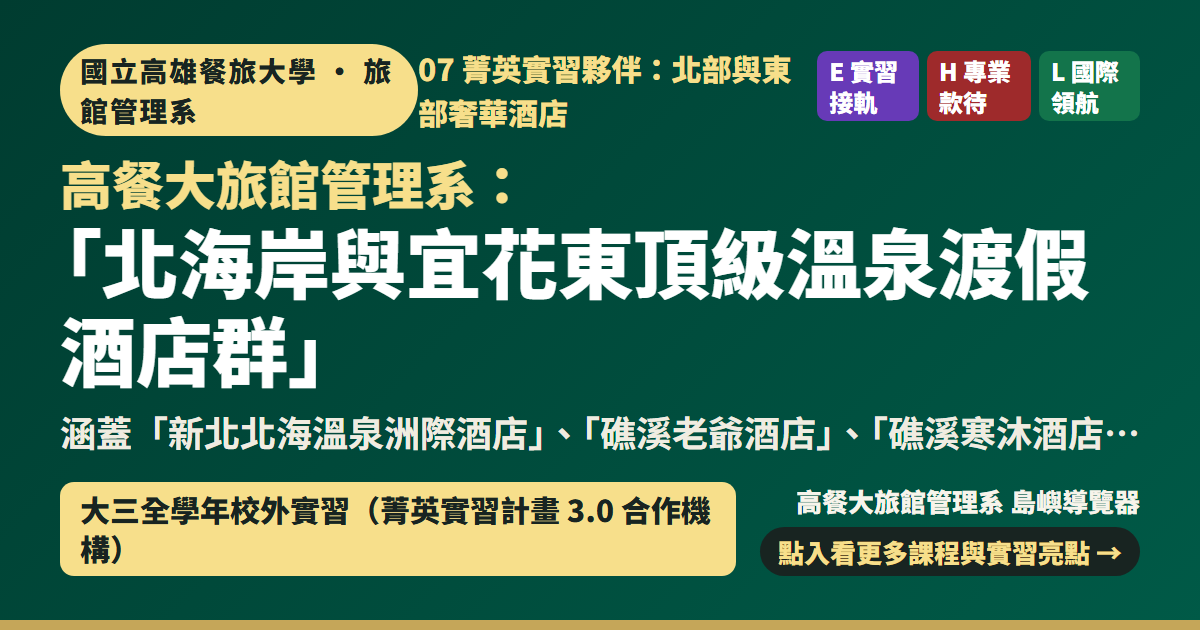 國立高雄餐旅大學 · 旅
館管理系
07 菁英實習夥伴：北部與東
部奢華酒店
E 實習
接軌
H 專業
款待
L 國際
領航
高餐大旅館管理系：
「北海岸與宜花東頂級溫泉渡假
酒店群」
涵蓋「新北北海溫泉洲際酒店」、「礁溪老爺酒店」、「礁溪寒沐酒店⋯
大三全學年校外實習（菁英實習計畫 3.0 合作機
構）
高餐大旅館管理系 島嶼導覽器
點入看更多課程與實習亮點 →